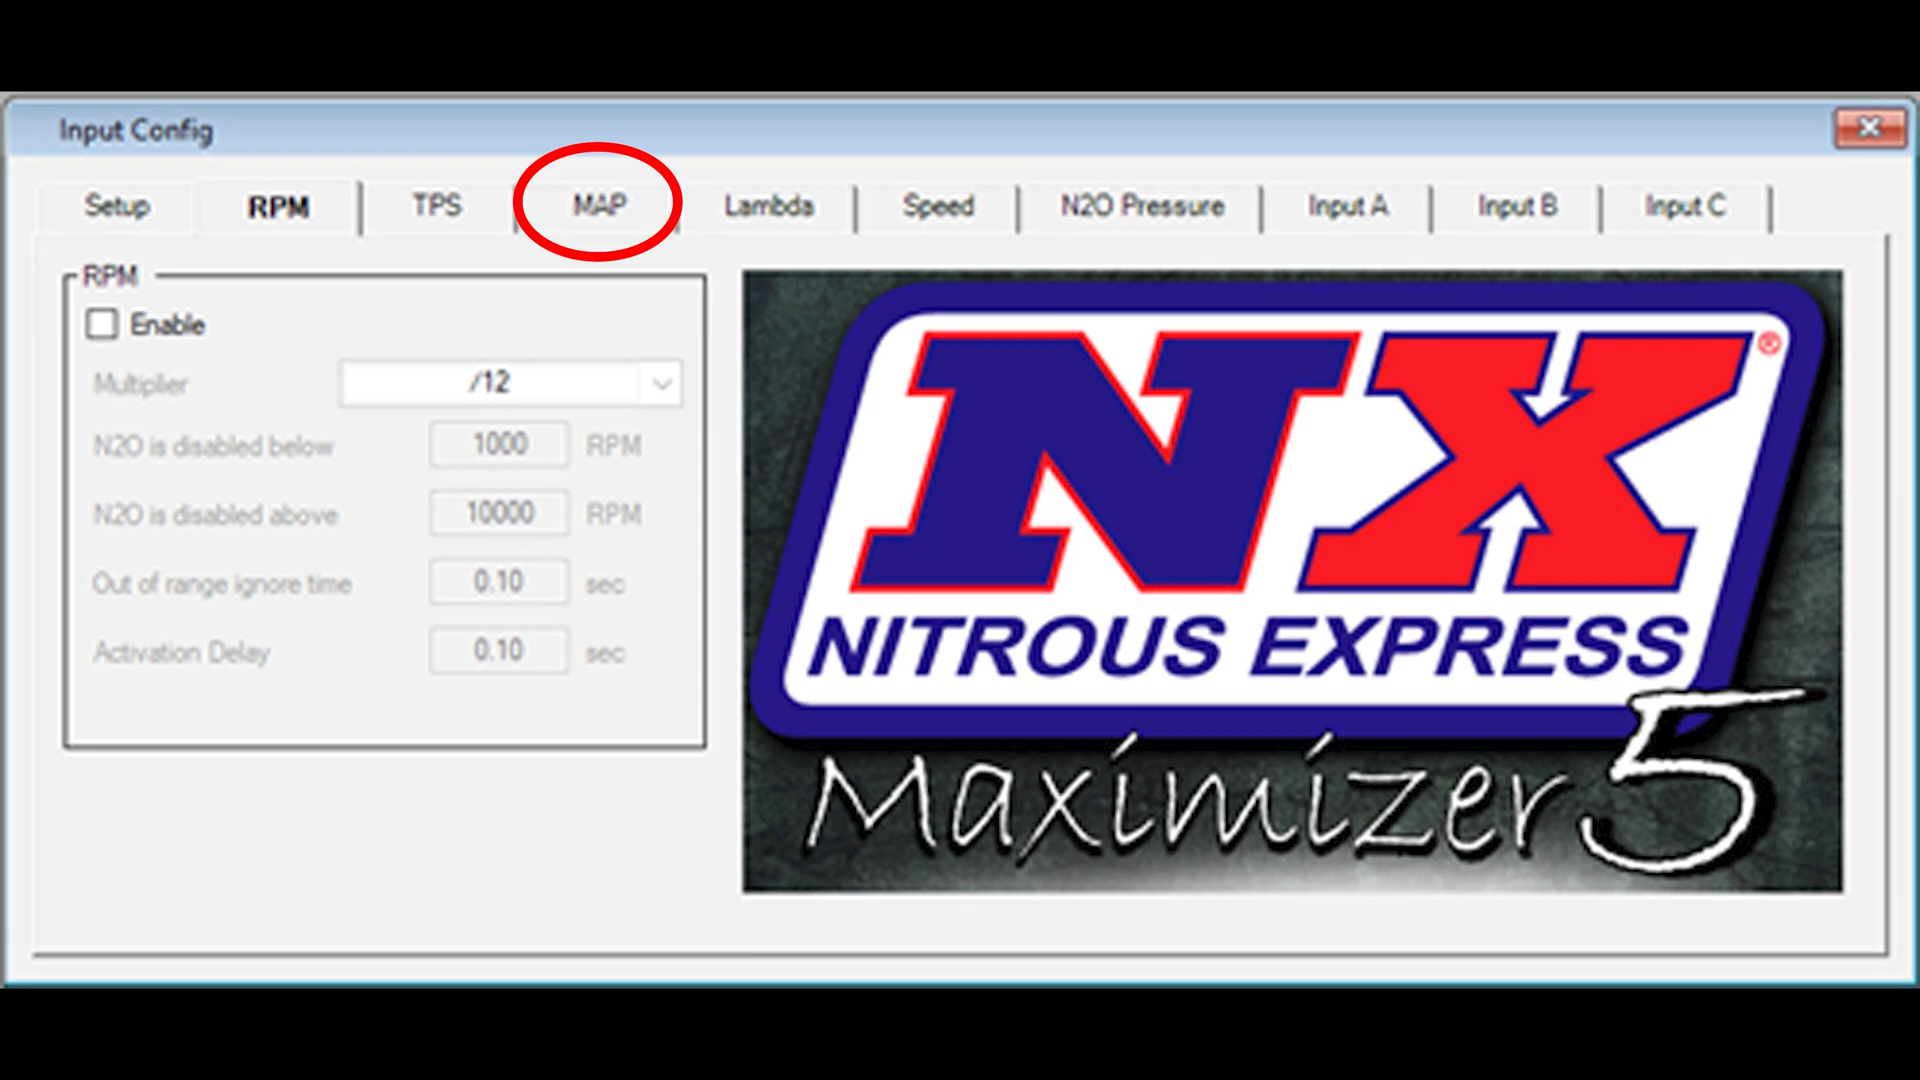 Input Config
Setup RPM TPS MAP Lambda Speed N2O Pressure Input A Input B Input C
RPM
Enable
Multiplier /12
N2O is disabled below 1000 RPM
N2O is disabled above 10000 RPM
Out of range ignore time 0.10 sec
Activation Delay 0.10 sec
NX®
NITROUS EXPRESS
Maximizer 5